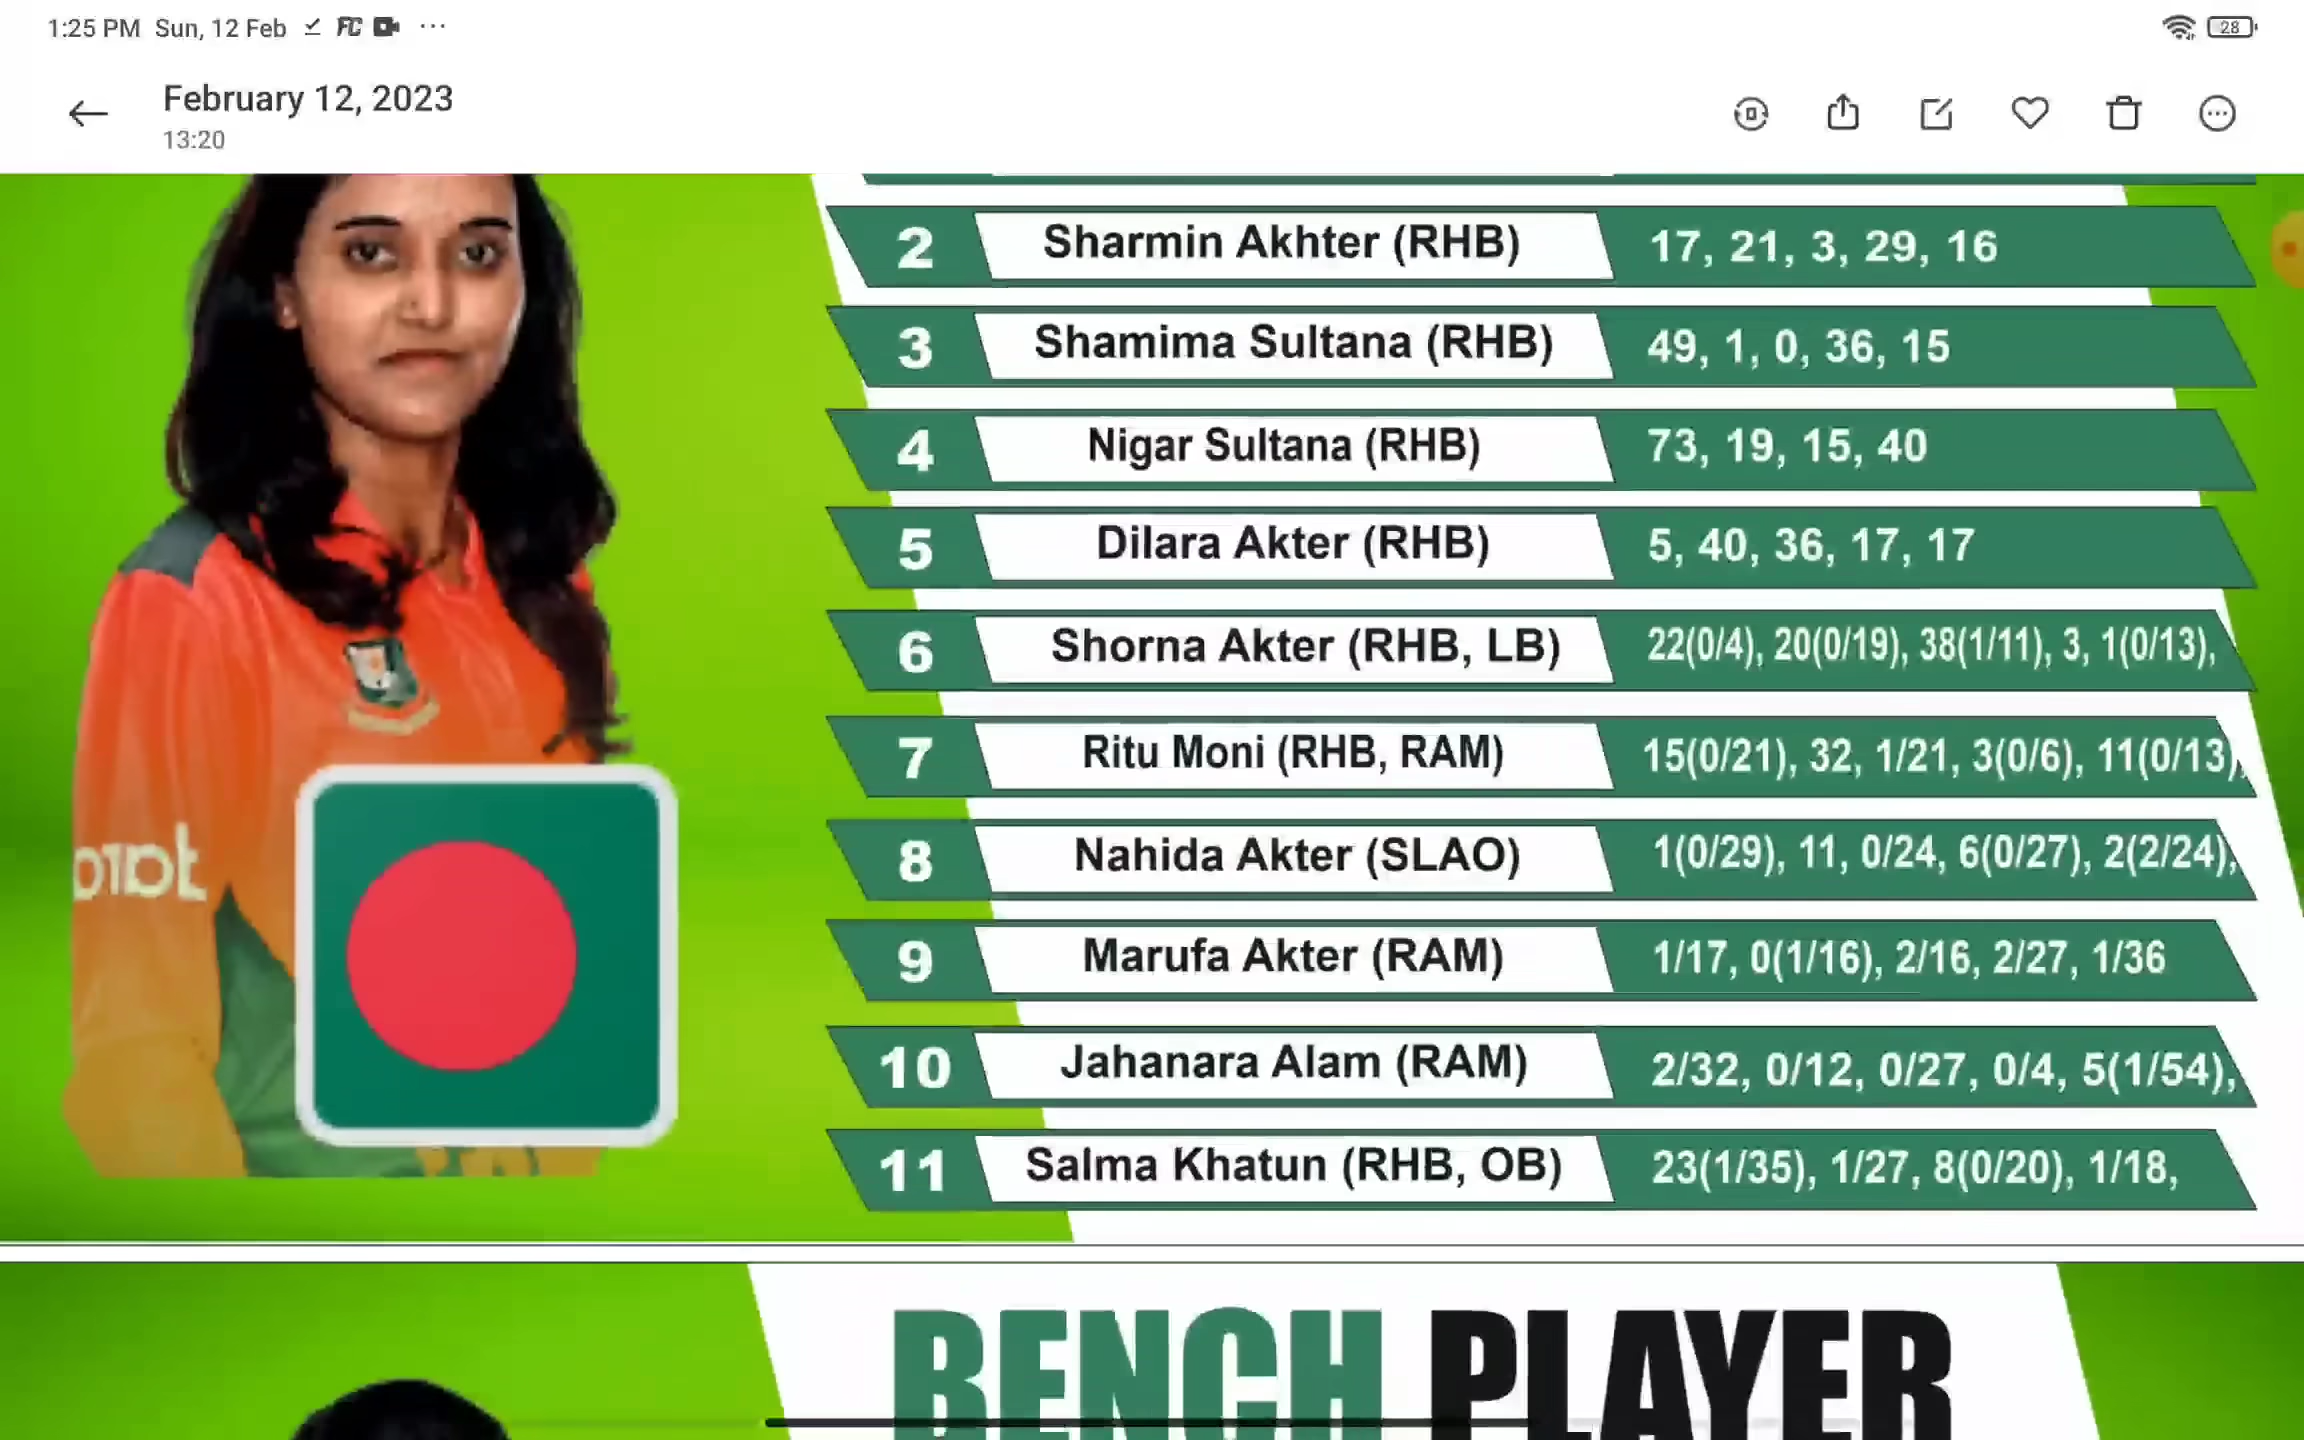 1:25 PM Sun, 12 Feb FC ...
28
February 12, 2023
13:20
2 Sharmin Akhter (RHB) 17, 21, 3, 29, 16
3 Shamima Sultana (RHB) 49, 1, 0, 36, 15
4 Nigar Sultana (RHB) 73, 19, 15, 40
5 Dilara Akter (RHB) 5, 40, 36, 17, 17
6 Shorna Akter (RHB, LB) 22(0/4), 20(0/19), 38(1/11), 3, 1(0/13),
7 Ritu Moni (RHB, RAM) 15(0/21), 32, 1/21, 3(0/6), 11(0/13),
8 Nahida Akter (SLAO) 1(0/29), 11, 0/24, 6(0/27), 2(2/24),
9 Marufa Akter (RAM) 1/17, 0(1/16), 2/16, 2/27, 1/36
10 Jahanara Alam (RAM) 2/32, 0/12, 0/27, 0/4, 5(1/54),
11 Salma Khatun (RHB, OB) 23(1/35), 1/27, 8(0/20), 1/18,
BENCH PLAYER